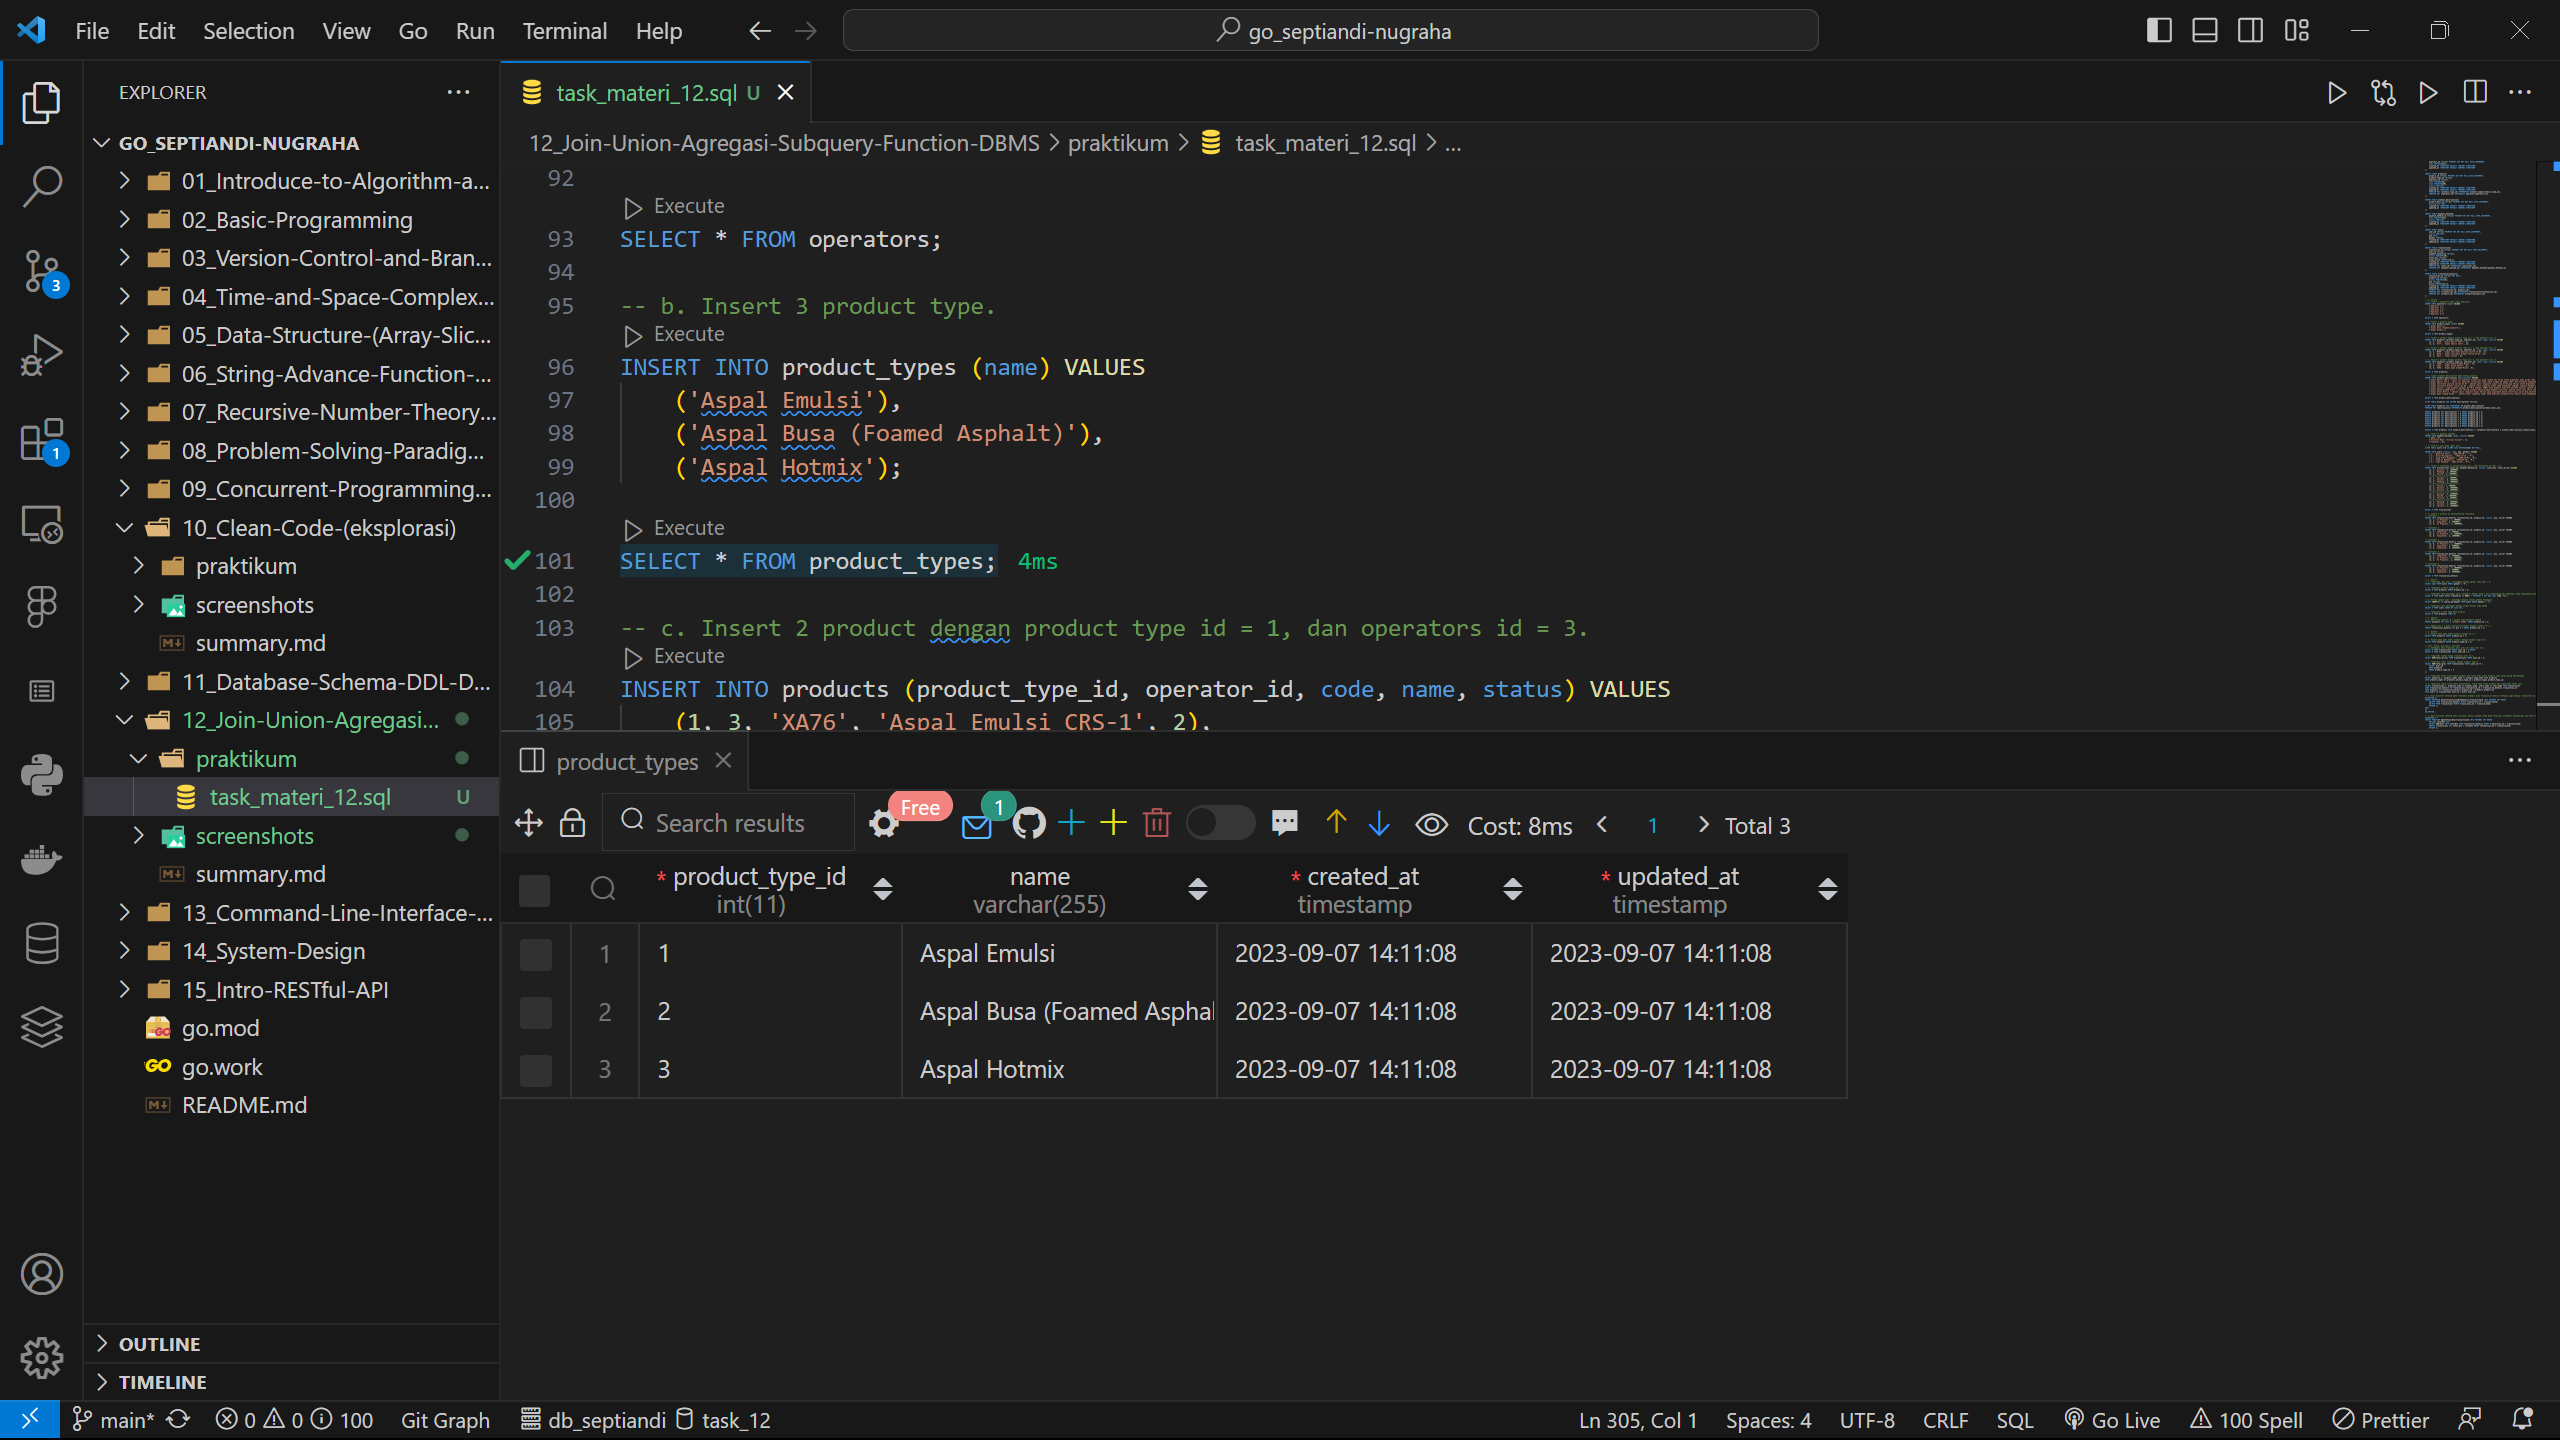 File Edit Selection View Go Run Terminal Help
go_septiandi-nugraha
EXPLORER
GO_SEPTIANDI-NUGRAHA
01_Introduce-to-Algorithm-a...
02_Basic-Programming
03_Version-Control-and-Bran...
04_Time-and-Space-Complex...
05_Data-Structure-(Array-Slic...
06_String-Advance-Function-...
07_Recursive-Number-Theory...
08_Problem-Solving-Paradig...
09_Concurrent-Programming...
10_Clean-Code-(eksplorasi)
praktikum
screenshots
summary.md
11_Database-Schema-DDL-D...
12_Join-Union-Agregasi...
praktikum
task_materi_12.sql U
screenshots
summary.md
13_Command-Line-Interface-...
14_System-Design
15_Intro-RESTful-API
go.mod
GO go.work
README.md
OUTLINE
TIMELINE
3
1
task_materi_12.sql U
12_Join-Union-Agregasi-Subquery-Function-DBMS > praktikum > task_materi_12.sql > ...
92
Execute
93 SELECT * FROM operators;
94
95 -- b. Insert 3 product type.
Execute
96 INSERT INTO product_types (name) VALUES
97 ('Aspal Emulsi'),
98 ('Aspal Busa (Foamed Asphalt)'),
99 ('Aspal Hotmix');
100
Execute
101 SELECT * FROM product_types; 4ms
102
103 -- c. Insert 2 product dengan product type id = 1, dan operators id = 3.
Execute
104 INSERT INTO products (product_type_id, operator_id, code, name, status) VALUES
105 (1, 3, 'XA76', 'Aspal Emulsi CRS-1', 2),
product_types
Search results Free 1 Cost: 8ms 1 Total 3
* product_type_id name * created_at * updated_at
int(11) varchar(255) timestamp timestamp
1 1 Aspal Emulsi 2023-09-07 14:11:08 2023-09-07 14:11:08
2 2 Aspal Busa (Foamed Asphal 2023-09-07 14:11:08 2023-09-07 14:11:08
3 3 Aspal Hotmix 2023-09-07 14:11:08 2023-09-07 14:11:08
main* 0 0 100 Git Graph db_septiandi task_12 Ln 305, Col 1 Spaces: 4 UTF-8 CRLF SQL Go Live 100 Spell Prettier